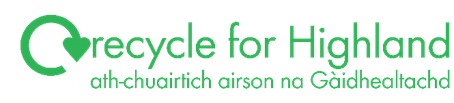 recycle for Highland
ath-chuairtich airson na Gàidhealtachd